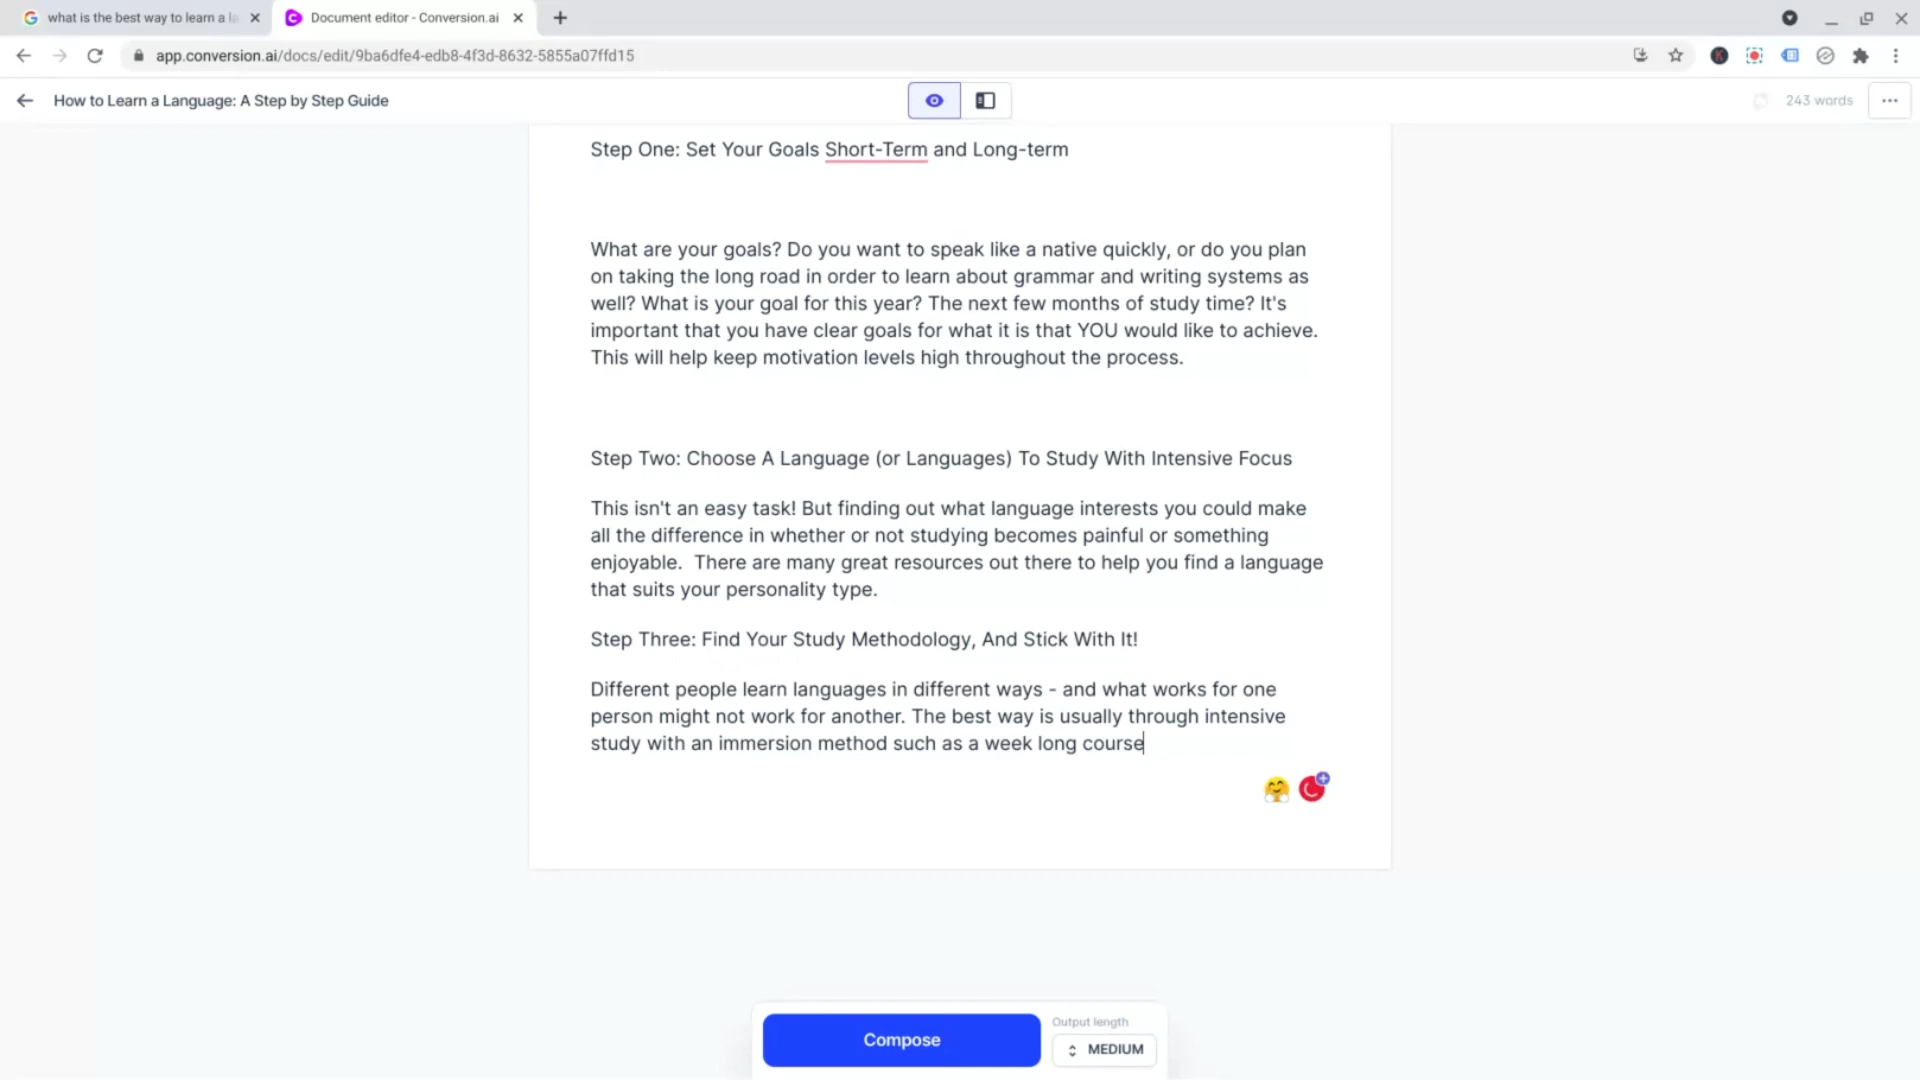 what is the best way to learn a la
Document editor - Conversion.ai
app.conversion.ai/docs/edit/9ba6dfe4-edb8-4f3d-8632-5855a07ffd15
How to Learn a Language: A Step by Step Guide
243 words
Step One: Set Your Goals Short-Term and Long-term
What are your goals? Do you want to speak like a native quickly, or do you plan
on taking the long road in order to learn about grammar and writing systems as
well? What is your goal for this year? The next few months of study time? It's
important that you have clear goals for what it is that YOU would like to achieve.
This will help keep motivation levels high throughout the process.
Step Two: Choose A Language (or Languages) To Study With Intensive Focus
This isn't an easy task! But finding out what language interests you could make
all the difference in whether or not studying becomes painful or something
enjoyable.  There are many great resources out there to help you find a language
that suits your personality type.
Step Three: Find Your Study Methodology, And Stick With It!
Different people learn languages in different ways - and what works for one
person might not work for another. The best way is usually through intensive
study with an immersion method such as a week long course
Compose
Output length
MEDIUM